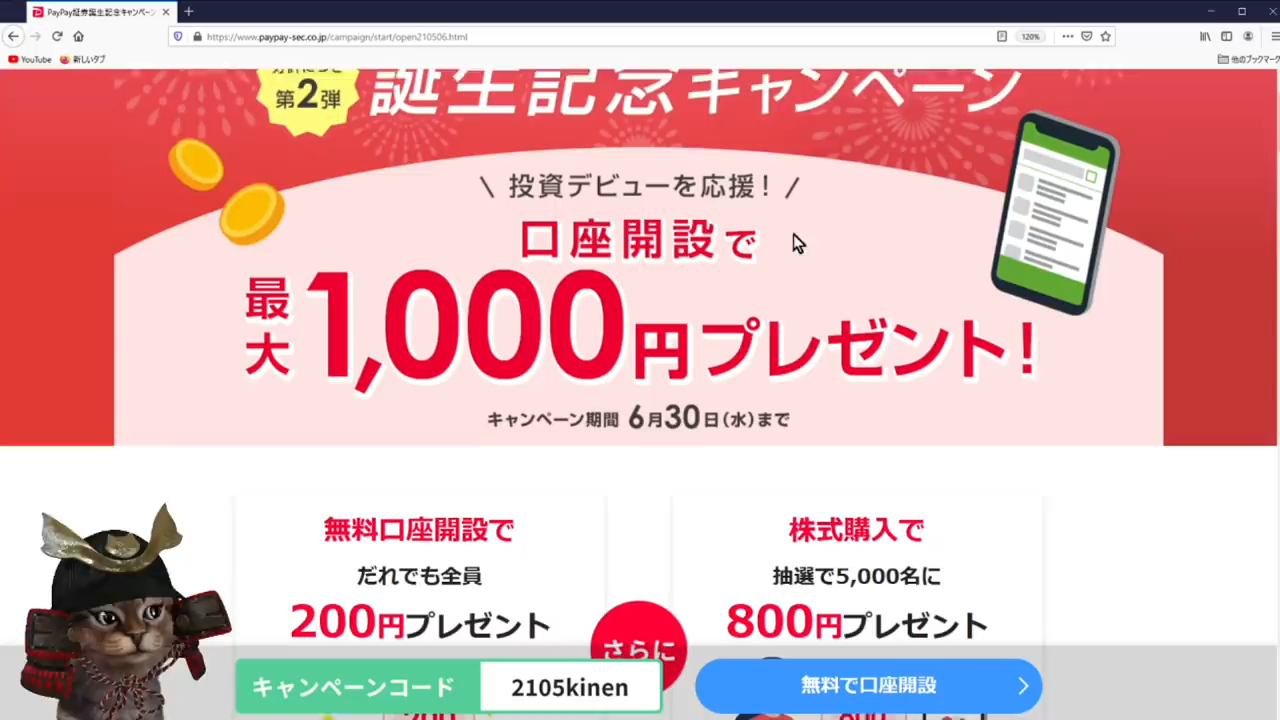 PayPay証券誕生記念キャンペーン
https://www.paypay-sec.co.jp/campaign/start/open210506.html
120%
YouTube
新しいタブ
他のブックマーク
第2弾
誕生記念キャンペーン
\ 投資デビューを応援! /
口座開設で
最大1,000円プレゼント!
キャンペーン期間 6月30日(水)まで
無料口座開設で
だれでも全員
200円プレゼント
さらに
株式購入で
抽選で5,000名に
800円プレゼント
キャンペーンコード
2105kinen
無料で口座開設